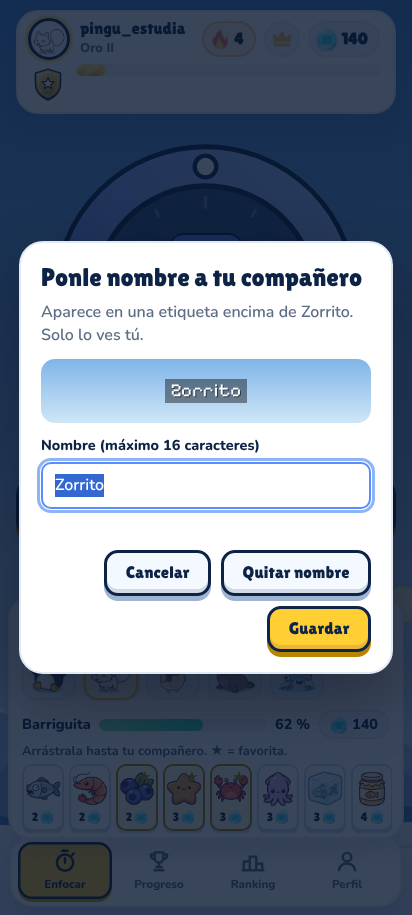 pingu_estudia
Oro II
4
140
Ponle nombre a tu compañero
Aparece en una etiqueta encima de Zorrito.
Solo lo ves tú.
Zorrito
Nombre (máximo 16 caracteres)
Zorrito
Cancelar
Quitar nombre
Guardar
Barriguita
62 %
140
Arrástrala hasta tu compañero. ★ = favorita.
2
2
2
3
3
3
3
4
Enfocar
Progreso
Ranking
Perfil